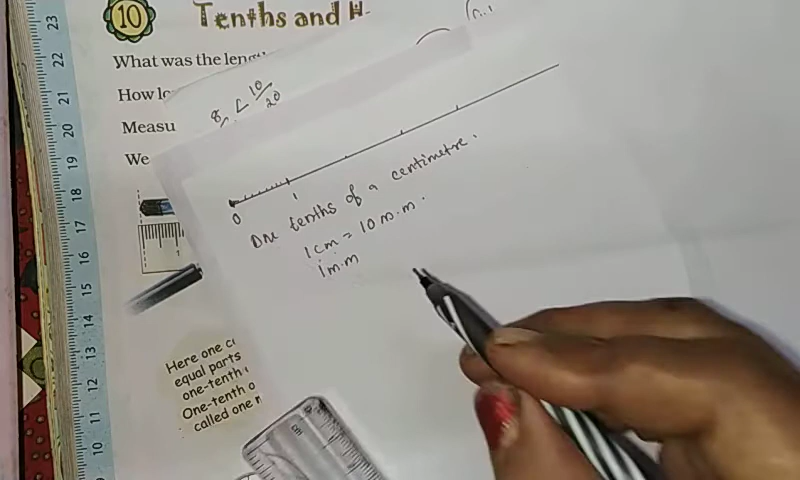 10 Tenths and H
What was the leng
How lo
Measu
We
8 < 10/20
0 1
One tenths of a centimetre.
1 cm = 10 m.m.
1 m.m
Here one c
equal parts
one-tenth
One-tenth o
called one
23
22
21
20
19
18
17
16
15
14
13
12
11
10